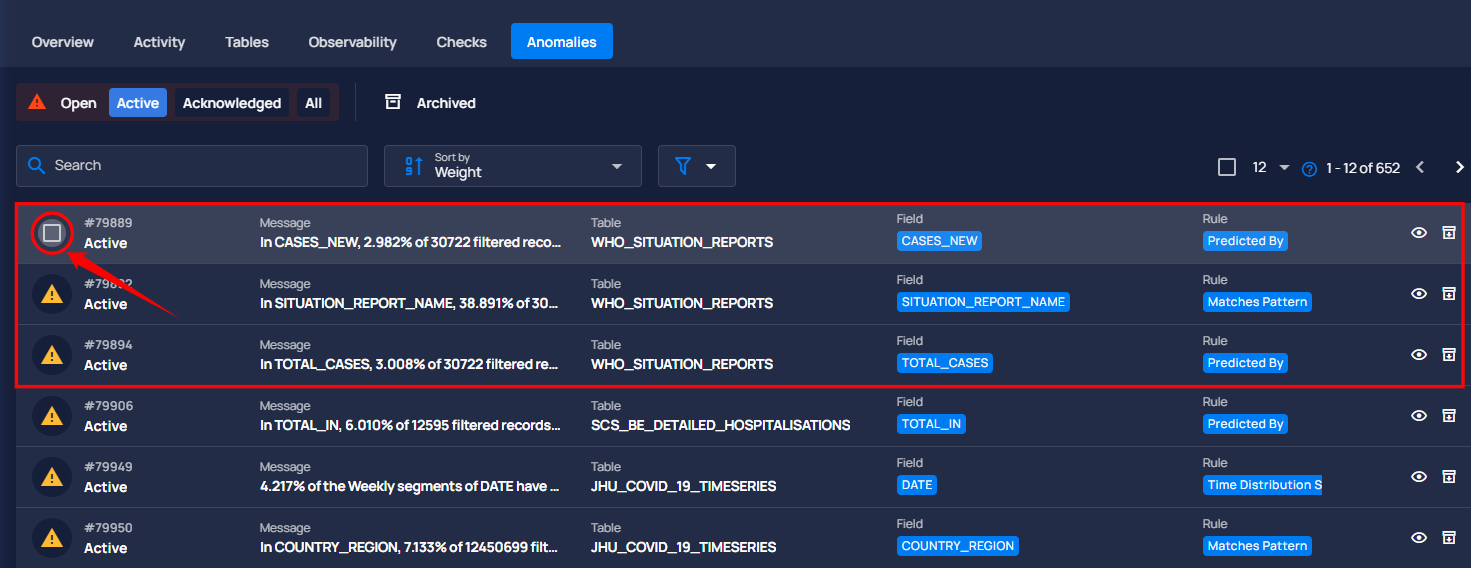 Overview Activity Tables Observability Checks Anomalies
Open Active Acknowledged All Archived
Search Sort by
Weight
12 1 - 12 of 652
#79889 Message Table Field Rule
Active In CASES_NEW, 2.982% of 30722 filtered reco... WHO_SITUATION_REPORTS CASES_NEW Predicted By
#79892 Message Table Field Rule
Active In SITUATION_REPORT_NAME, 38.891% of 30... WHO_SITUATION_REPORTS SITUATION_REPORT_NAME Matches Pattern
#79894 Message Table Field Rule
Active In TOTAL_CASES, 3.008% of 30722 filtered re... WHO_SITUATION_REPORTS TOTAL_CASES Predicted By
#79906 Message Table Field Rule
Active In TOTAL_IN, 6.010% of 12595 filtered records... SCS_BE_DETAILED_HOSPITALISATIONS TOTAL_IN Predicted By
#79949 Message Table Field Rule
Active 4.217% of the Weekly segments of DATE have ... JHU_COVID_19_TIMESERIES DATE Time Distribution S
#79950 Message Table Field Rule
Active In COUNTRY_REGION, 7.133% of 12450699 filt... JHU_COVID_19_TIMESERIES COUNTRY_REGION Matches Pattern